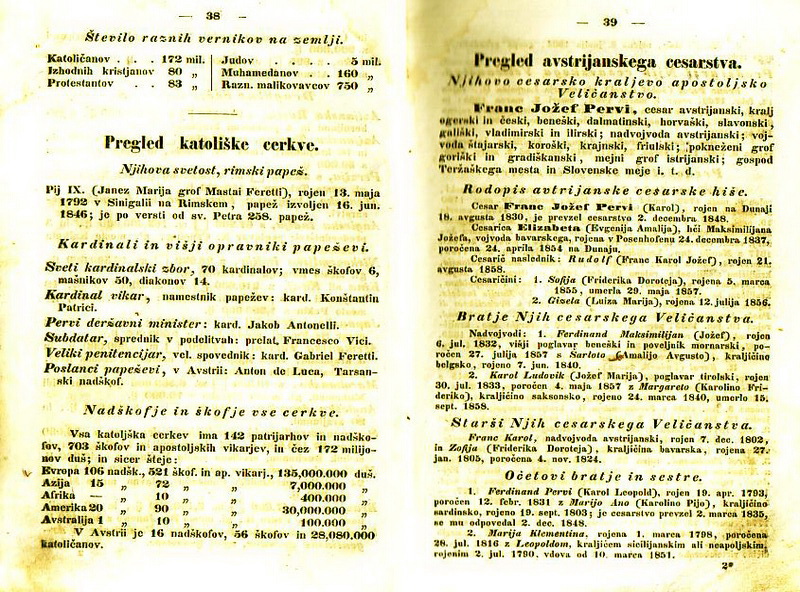 — 38 —
Število raznih vernikov na zemlji.
Katoličanov . . . 172 mil.
Izhodnih kristjanov 80 „
Protestantov . . 83 „
Judov . . . . 5 mil.
Muhamedanov . . 160 „
Razn. malikovavcov 750 „
Pregled katoliške cerkve.
Njihova svetost, rimski papež.
Pij IX. (Janez Marija grof Mastai Feretti), rojen 13. maja
1792 v Sinigalii na Rimskem, papež izvoljen 16. jun.
1846; je po versti od sv. Petra 258. papež.
Kardinali in višji opravniki papeževi.
Sveti kardinalski zbor, 70 kardinalov; vmes škofov 6,
mašnikov 50, diakonov 14.
Kardinal vikar, namestnik papežev: kard. Konštantin
Patrici.
Pervi deržavni minister: kard. Jakob Antonelli.
Subdatar, sprednik v podelitvah: prelat Francesco Vici.
Veliki penitencijar, vel. spovednik: kard. Gabriel Feretti.
Poslanci papeževi, v Avstrii: Anton de Luca, Tarsan-
ski nadškof.
Nadškofje in škofje vse cerkve.
Vsa katoljška cerkev ima 142 patrijarhov in nadško-
fov, 703 škofov in apostoljskih vikarjev, in čez 172 milijo-
nov duš; in sicer šteje:
Evropa 106 nadšk., 521 škof. in ap. vikarj., 135,000.000 duš.
Azija 15 „ 72 „ „ 7,000.000 „
Afrika — „ 10 „ „ 400.000 „
Amerika 20 „ 90 „ „ 30,000.000 „
Avstralija 1 „ 10 „ „ 100.000 „
V Avstrii je 16 nadškofov, 56 škofov in 28,080.000
katoličanov.
— 39 —
Pregled avstrijanskega cesarstva.
Njihovo cesarsko kraljevo apostoljsko
Veličanstvo.
Franc Jožef Pervi, cesar avstrijanski, kralj
ogerski in česki, beneški, dalmatinski, horvaški, slavonski,
gališki, vladimirski in ilirski; nadvojvoda avstrijanski; voj-
voda štajarski, koroški, krajnski, friulski; pokneženi grof
goriški in gradiškanski, mejni grof istrijanski; gospod
Teržaškega mesta in Slovenske meje i. t. d.
Rodopis avtrijanske cesarske hiše.
Cesar Franc Jožef Pervi (Karol), rojen na Dunaji
18. avgusta 1830, je prevzel cesarstvo 2. decembra 1848.
Cesarica Elizabeta (Evgenija Amalija), hči Maksimilijana
Jožefa, vojvoda bavarskega, rojena v Posenhofenu 24. decembra 1837,
poročena 24. aprila 1854 na Dunaju.
Cesarič naslednik: Rudolf (Franc Karol Jožef), rojen 21.
avgusta 1858.
Cesaričini: 1. Sofija (Friderika Doroteja), rojena 5. marca
1855, umerla 29. maja 1857.
2. Gizela (Luiza Marija), rojena 12. julija 1856.
Bratje Njih cesarskega Veličanstva.
Nadvojvodi: 1. Ferdinand Maksimilijan (Jožef), rojen
6. jul. 1832, višji poglavar beneški in poveljnik mornarski, po-
ročen 27. julija 1857 s Sarloto (Amalijo Avgusto), kraljičino
belgsko, rojeno 7. jun. 1840.
2. Karl Ludovik (Jožef Marija), poglavar tirolski, rojen
30. jul. 1833, poročen 4. maja 1857 z Margareto (Karolino Fri-
deriko), kraljičino saksonsko, rojeno 24. marca 1840, umerlo 15.
sept. 1858.
Starši Njih cesarskega Veličanstva.
Franc Karol, nadvojvoda avstrijanski, rojen 7. dec. 1802,
in Zofija (Friderika Doroteja), kraljičina bavarska, rojena 27.
jan. 1805, poročena 4. nov. 1824.
Očetovi bratje in sestre.
1. Ferdinand Pervi (Karol Leopold), rojen 19. apr. 1793,
poročen 12. febr. 1831 z Marijo Ano (Karolino Pijo), kraljičino
sardinsko, rojeno 19. sept. 1803; je cesarstvo prevzel 2. marca 1835,
se mu odpovedal 2. dec. 1848.
2. Marija Klementina, rojena 1. marca 1798, poročena
28. jul. 1816 z Leopoldom, kraljičem sicilijanskim ali neapoljskim,
rojenim 2. jul. 1790, vdova od 10. marca 1851.
2*